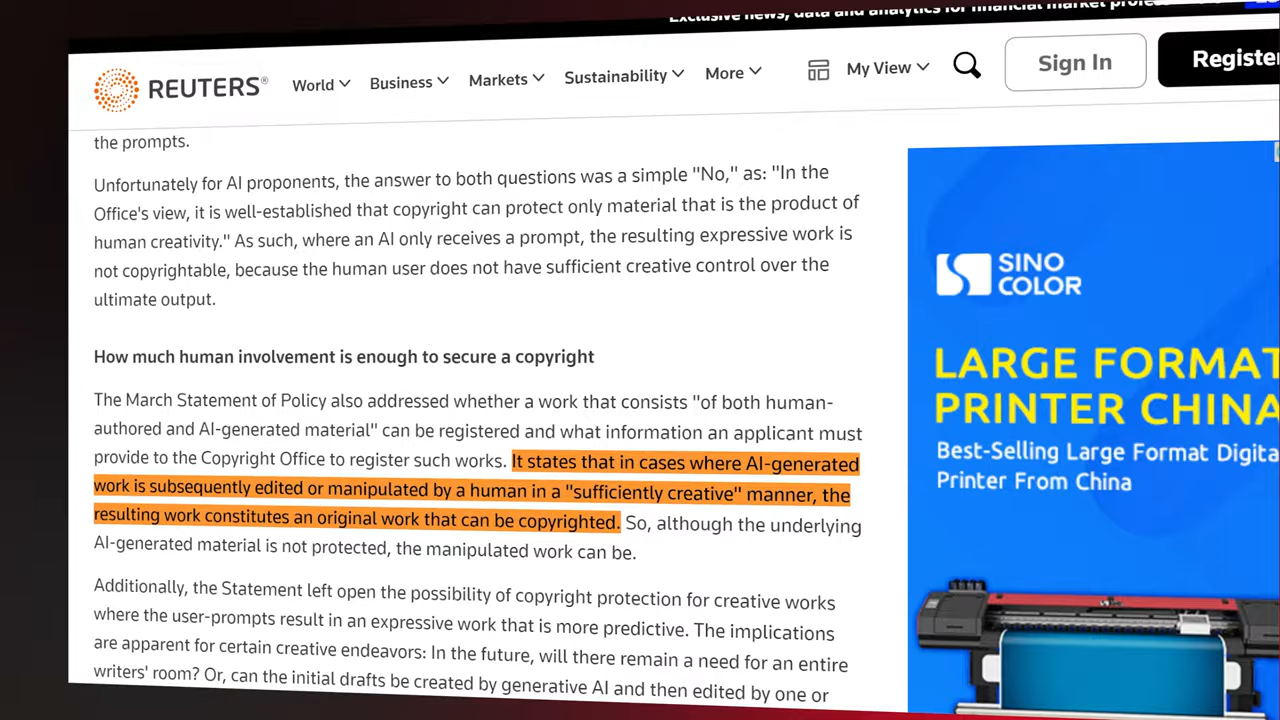 Exclusive news, data and analytics for financial market
REUTERS®
World
Business
Markets
Sustainability
More
My View
Sign In
the prompts.
Unfortunately for AI proponents, the answer to both questions was a simple "No," as: "In the
Office's view, it is well-established that copyright can protect only material that is the product of
human creativity." As such, where an AI only receives a prompt, the resulting expressive work is
not copyrightable, because the human user does not have sufficient creative control over the
ultimate output.
How much human involvement is enough to secure a copyright
The March Statement of Policy also addressed whether a work that consists "of both human-
authored and AI-generated material" can be registered and what information an applicant must
provide to the Copyright Office to register such works. It states that in cases where AI-generated
work is subsequently edited or manipulated by a human in a "sufficiently creative" manner, the
resulting work constitutes an original work that can be copyrighted. So, although the underlying
AI-generated material is not protected, the manipulated work can be.
Additionally, the Statement left open the possibility of copyright protection for creative works
where the user-prompts result in an expressive work that is more predictive. The implications
are apparent for certain creative endeavors: In the future, will there remain a need for an entire
writers' room? Or, can the initial drafts be created by generative AI and then edited by one or
SINO
COLOR
LARGE FORMAT
PRINTER CHINA
Best-Selling Large Format Digita
Printer From China